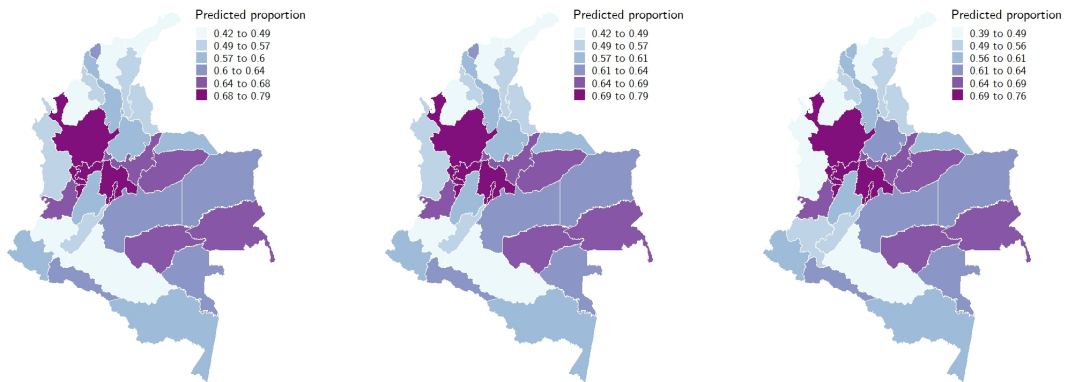 Predicted proportion
0.42 to 0.49
0.49 to 0.57
0.57 to 0.6
0.6 to 0.64
0.64 to 0.68
0.68 to 0.79
Predicted proportion
0.42 to 0.49
0.49 to 0.57
0.57 to 0.61
0.61 to 0.64
0.64 to 0.69
0.69 to 0.79
Predicted proportion
0.39 to 0.49
0.49 to 0.56
0.56 to 0.61
0.61 to 0.64
0.64 to 0.69
0.69 to 0.76